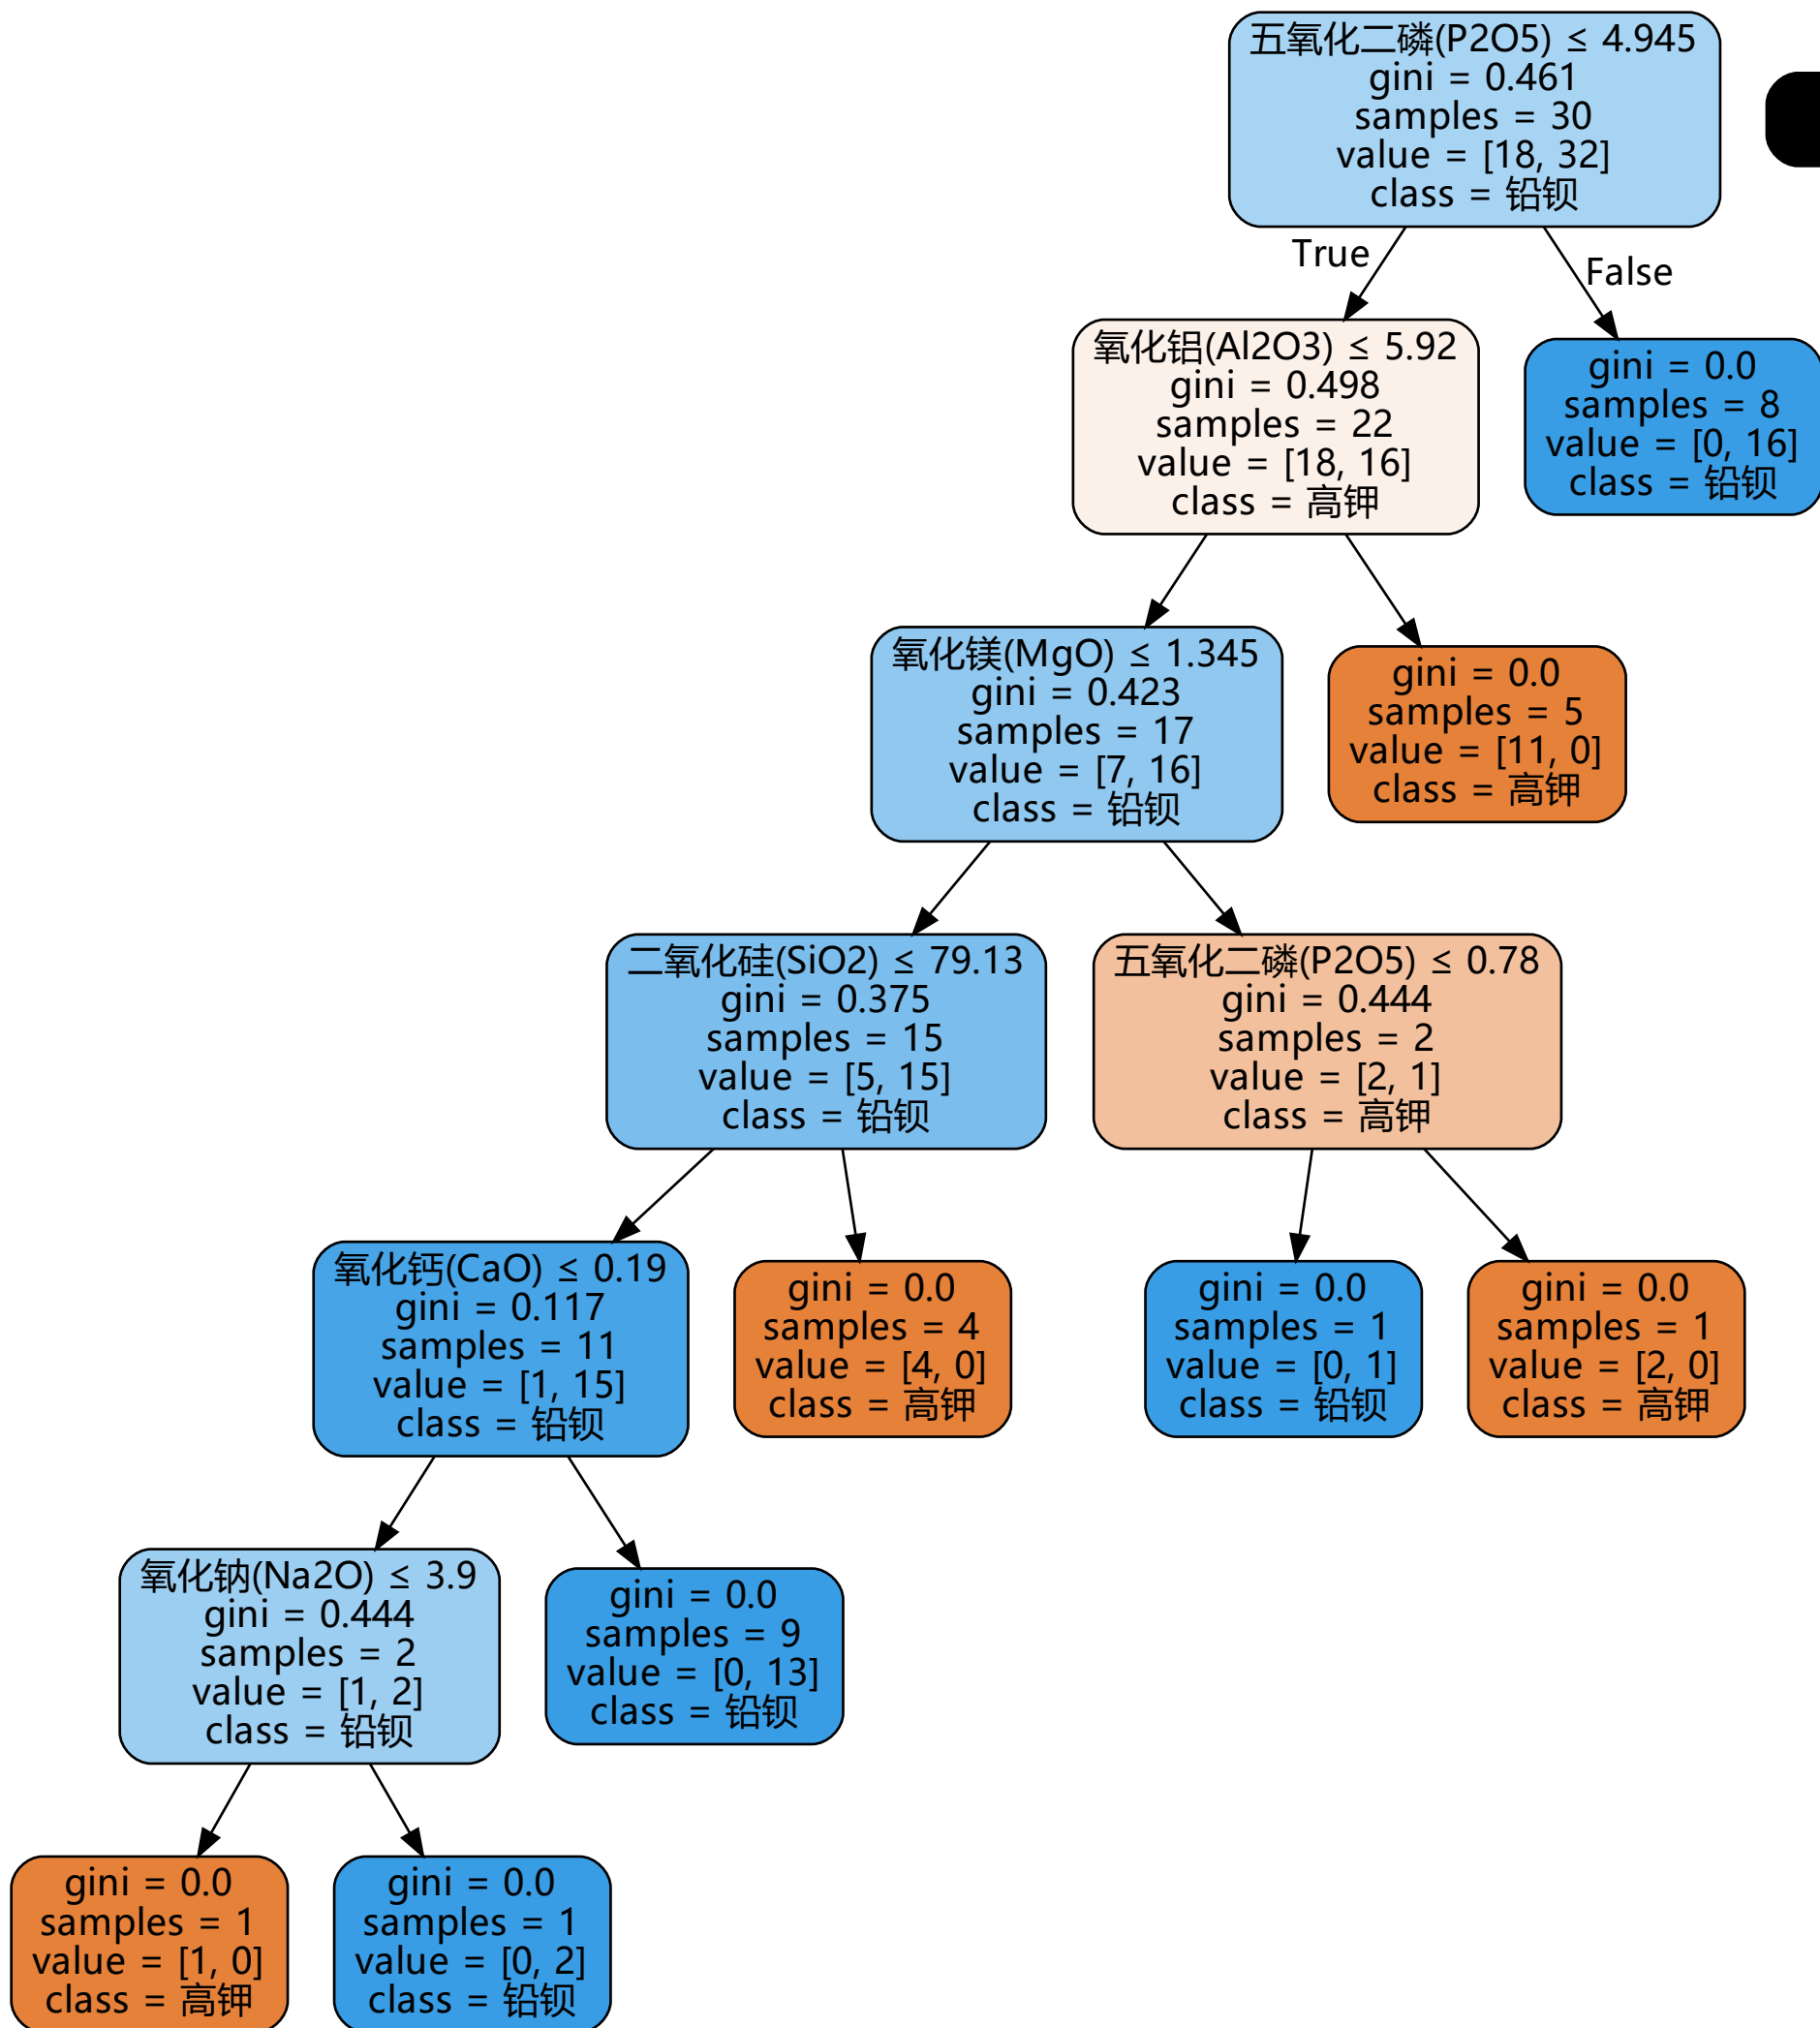 五氧化二磷(P2O5) ≤ 4.945
gini = 0.461
samples = 30
value = [18, 32]
class = 铅钡
True
False
氧化铝(Al2O3) ≤ 5.92
gini = 0.498
samples = 22
value = [18, 16]
class = 高钾
gini = 0.0
samples = 8
value = [0, 16]
class = 铅钡
氧化镁(MgO) ≤ 1.345
gini = 0.423
samples = 17
value = [7, 16]
class = 铅钡
gini = 0.0
samples = 5
value = [11, 0]
class = 高钾
二氧化硅(SiO2) ≤ 79.13
gini = 0.375
samples = 15
value = [5, 15]
class = 铅钡
五氧化二磷(P2O5) ≤ 0.78
gini = 0.444
samples = 2
value = [2, 1]
class = 高钾
氧化钙(CaO) ≤ 0.19
gini = 0.117
samples = 11
value = [1, 15]
class = 铅钡
gini = 0.0
samples = 4
value = [4, 0]
class = 高钾
gini = 0.0
samples = 1
value = [0, 1]
class = 铅钡
gini = 0.0
samples = 1
value = [2, 0]
class = 高钾
氧化钠(Na2O) ≤ 3.9
gini = 0.444
samples = 2
value = [1, 2]
class = 铅钡
gini = 0.0
samples = 9
value = [0, 13]
class = 铅钡
gini = 0.0
samples = 1
value = [1, 0]
class = 高钾
gini = 0.0
samples = 1
value = [0, 2]
class = 铅钡